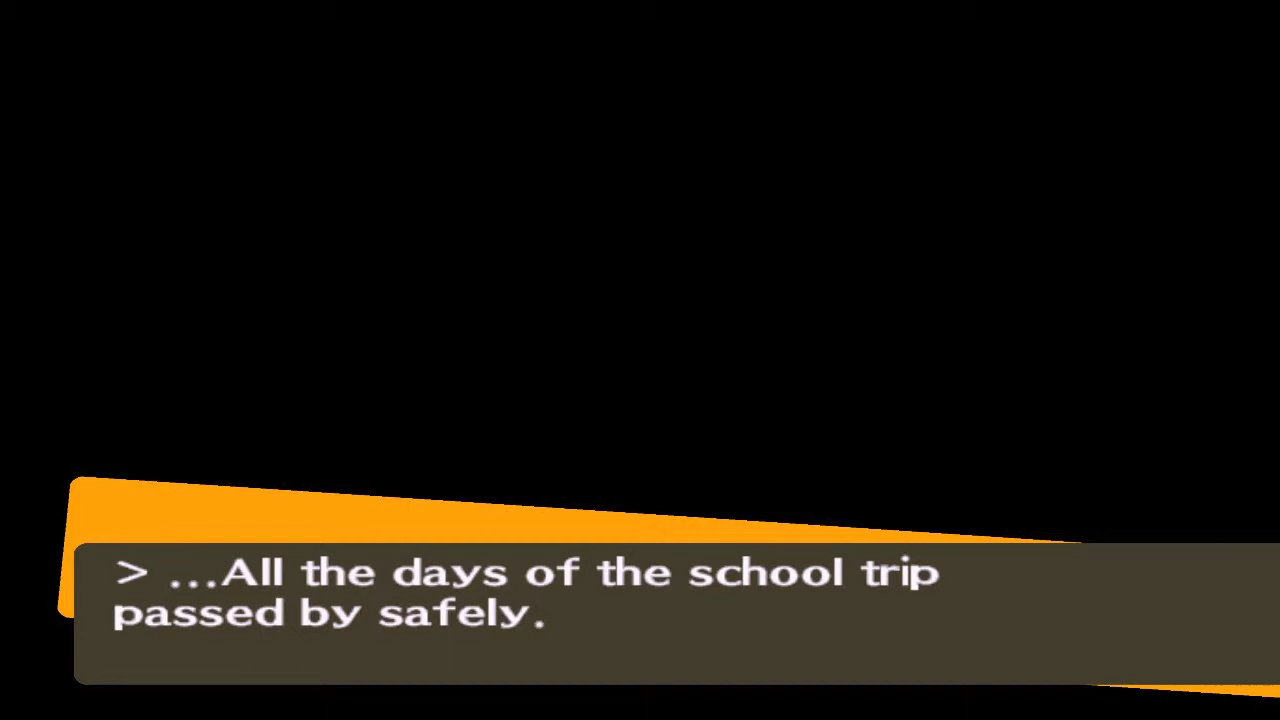 > ...All the days of the school trip
passed by safely.